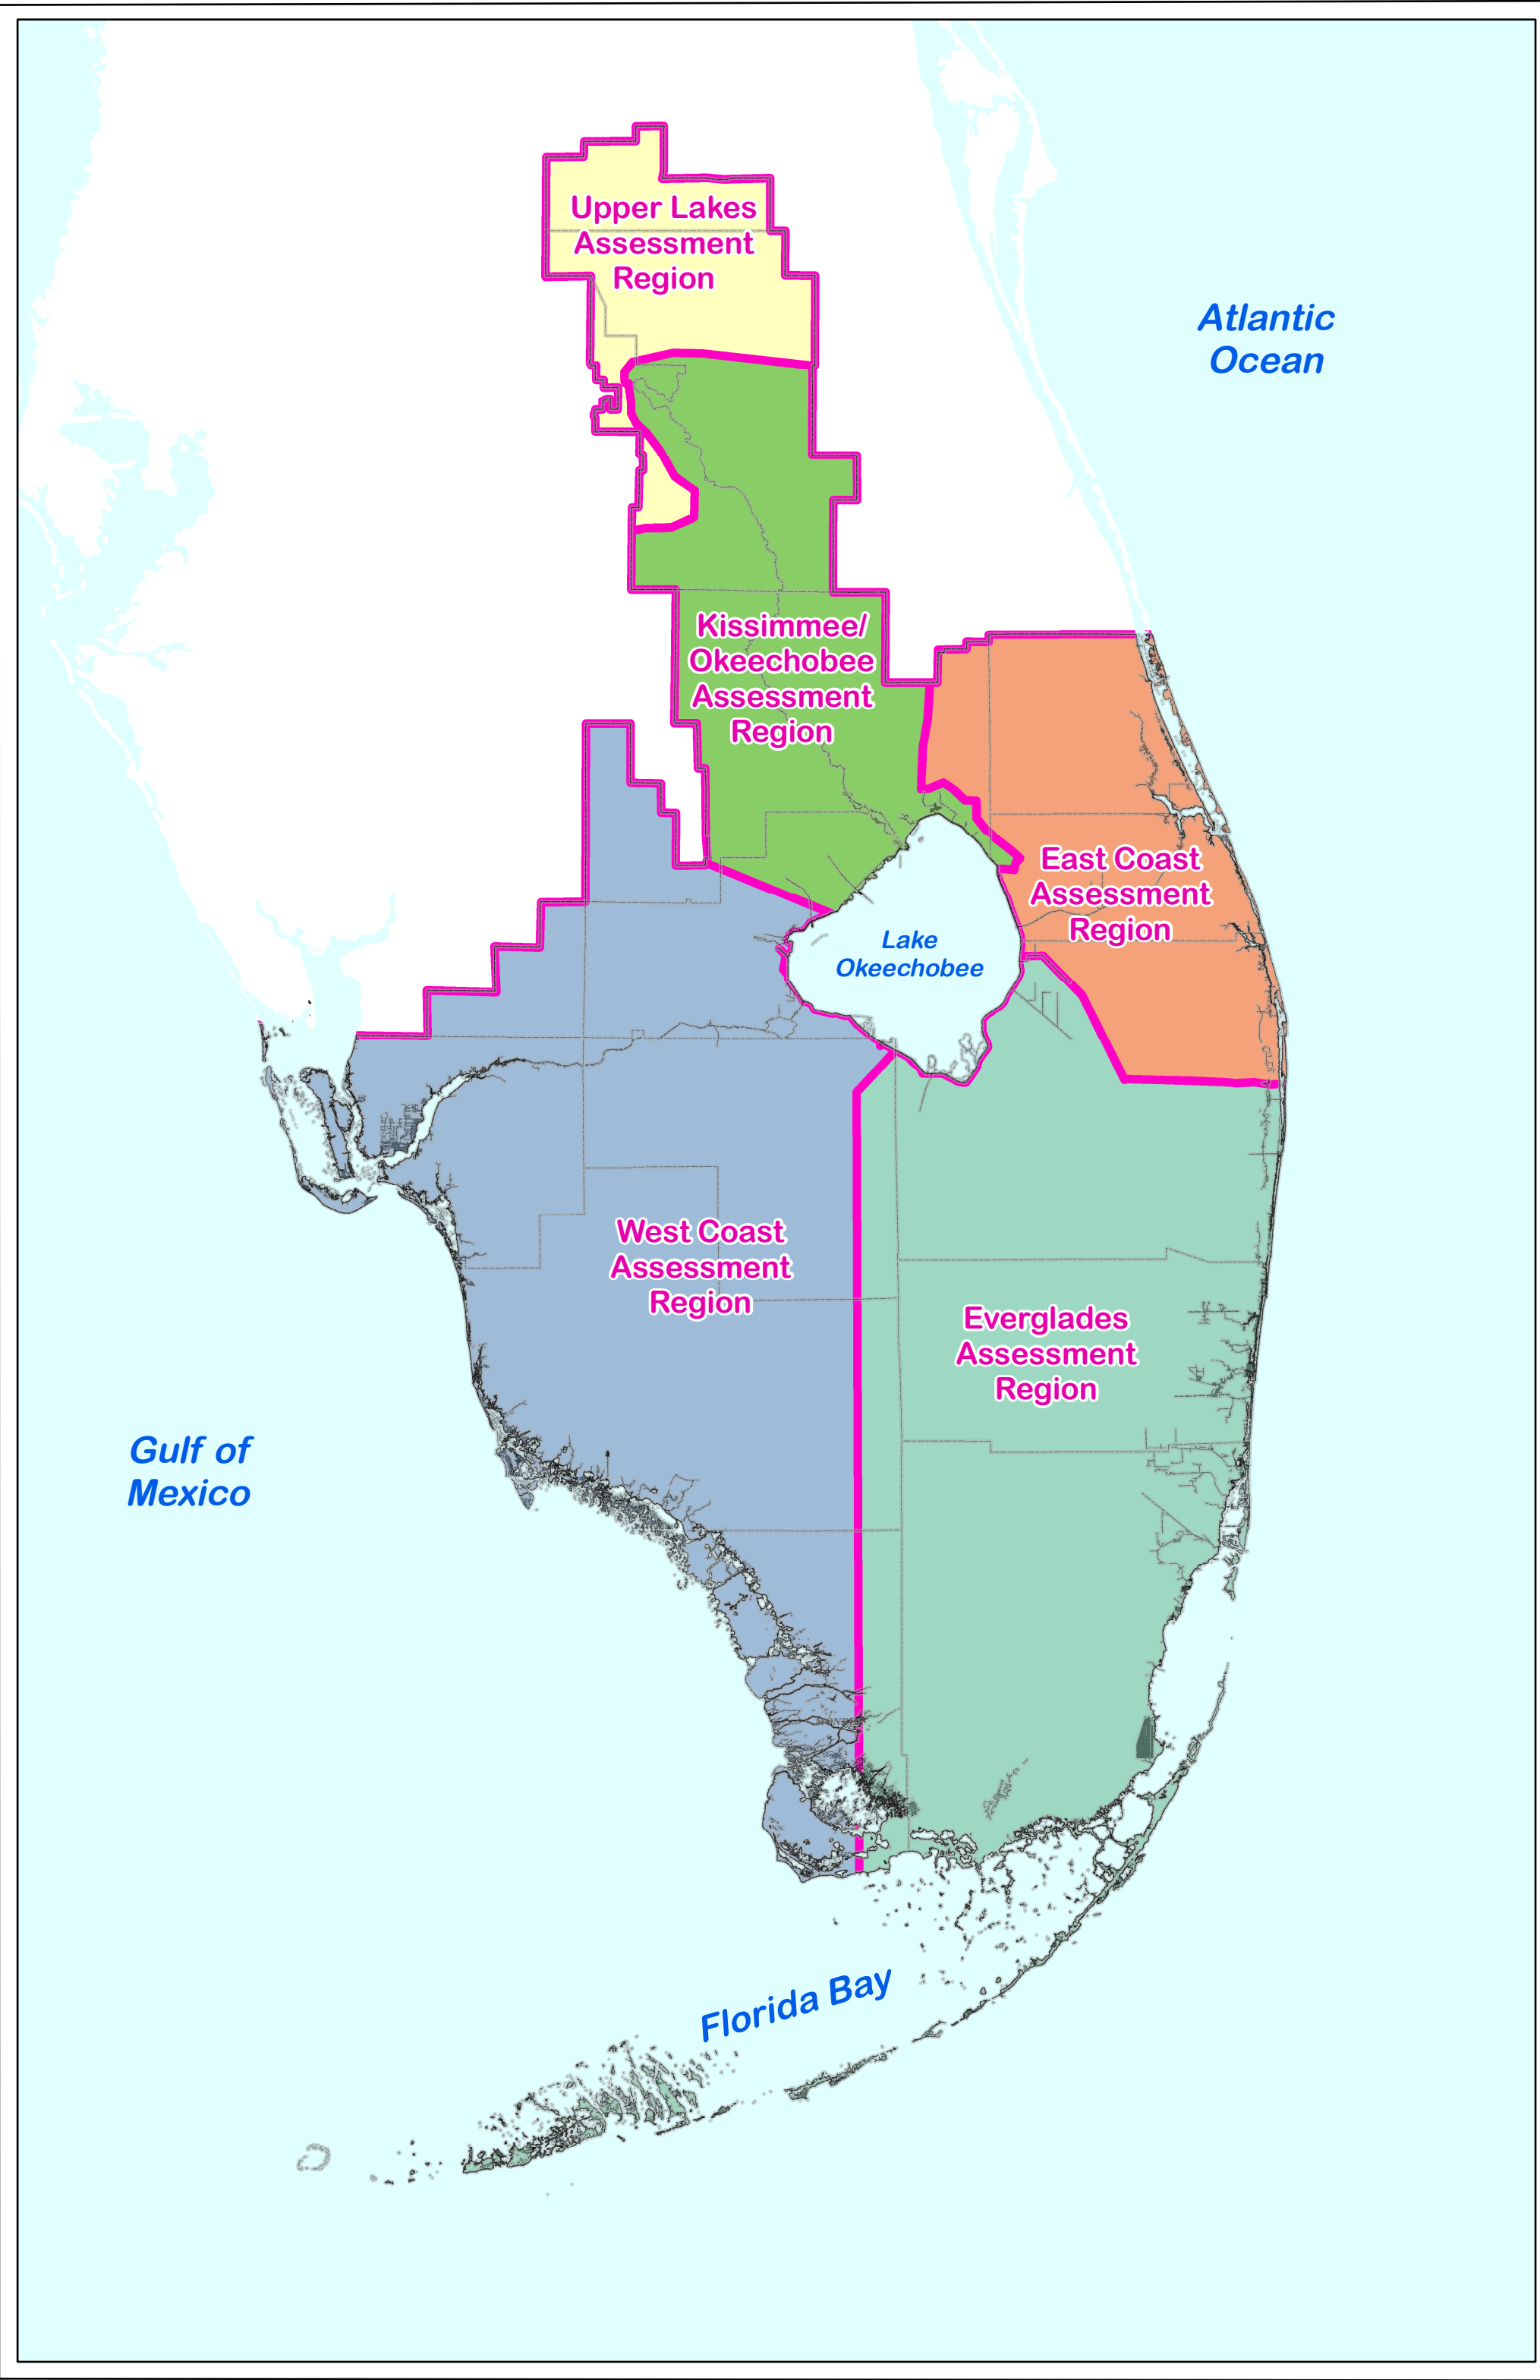 Upper Lakes
Assessment
Region
Atlantic
Ocean
Kissimmee/
Okeechobee
Assessment
Region
East Coast
Assessment
Region
Lake
Okeechobee
West Coast
Assessment
Region
Everglades
Assessment
Region
Gulf of
Mexico
Florida Bay